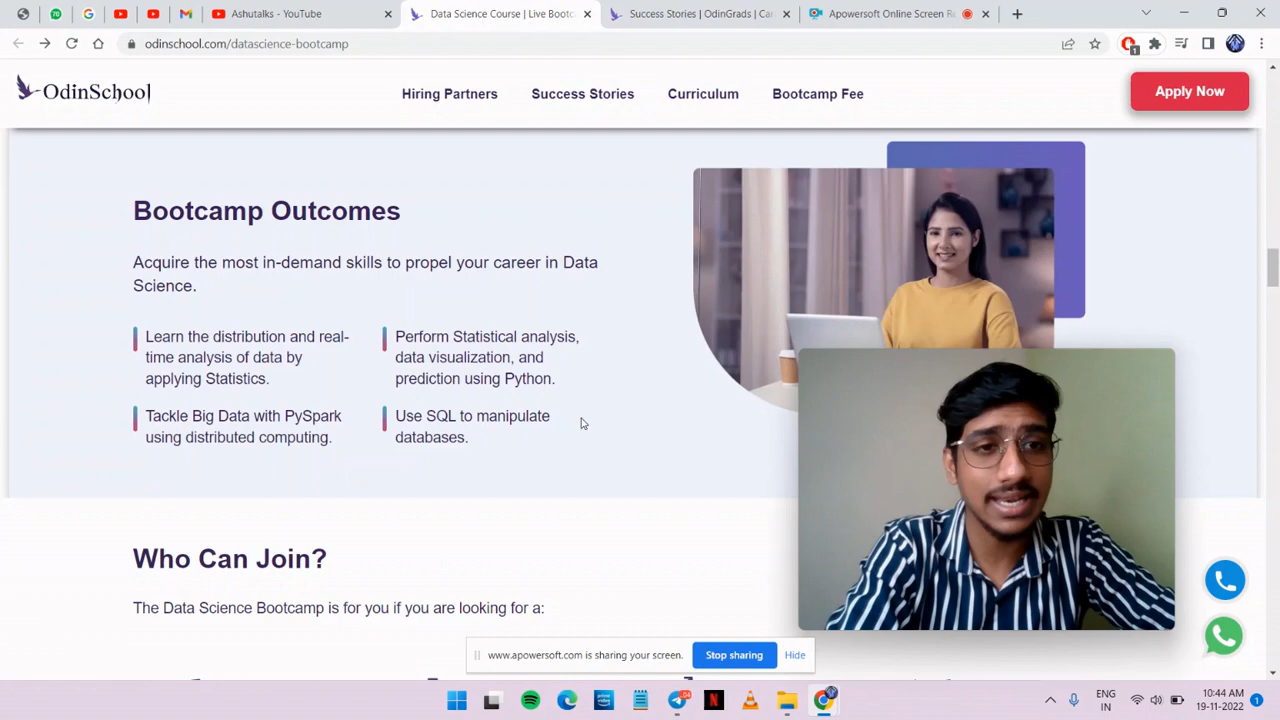 Ashutalks - YouTube
Data Science Course | Live Bootc
Success Stories | OdinGrads | Ca
Apowersoft Online Screen Re
odinschool.com/datascience-bootcamp
1
OdinSchool
Hiring Partners
Success Stories
Curriculum
Bootcamp Fee
Apply Now
Bootcamp Outcomes
Acquire the most in-demand skills to propel your career in Data
Science.
Learn the distribution and real-
time analysis of data by
applying Statistics.
Perform Statistical analysis,
data visualization, and
prediction using Python.
Tackle Big Data with PySpark
using distributed computing.
Use SQL to manipulate
databases.
Who Can Join?
The Data Science Bootcamp is for you if you are looking for a:
www.apowersoft.com is sharing your screen.
Stop sharing
Hide
ENG
IN
10:44 AM
19-11-2022
1